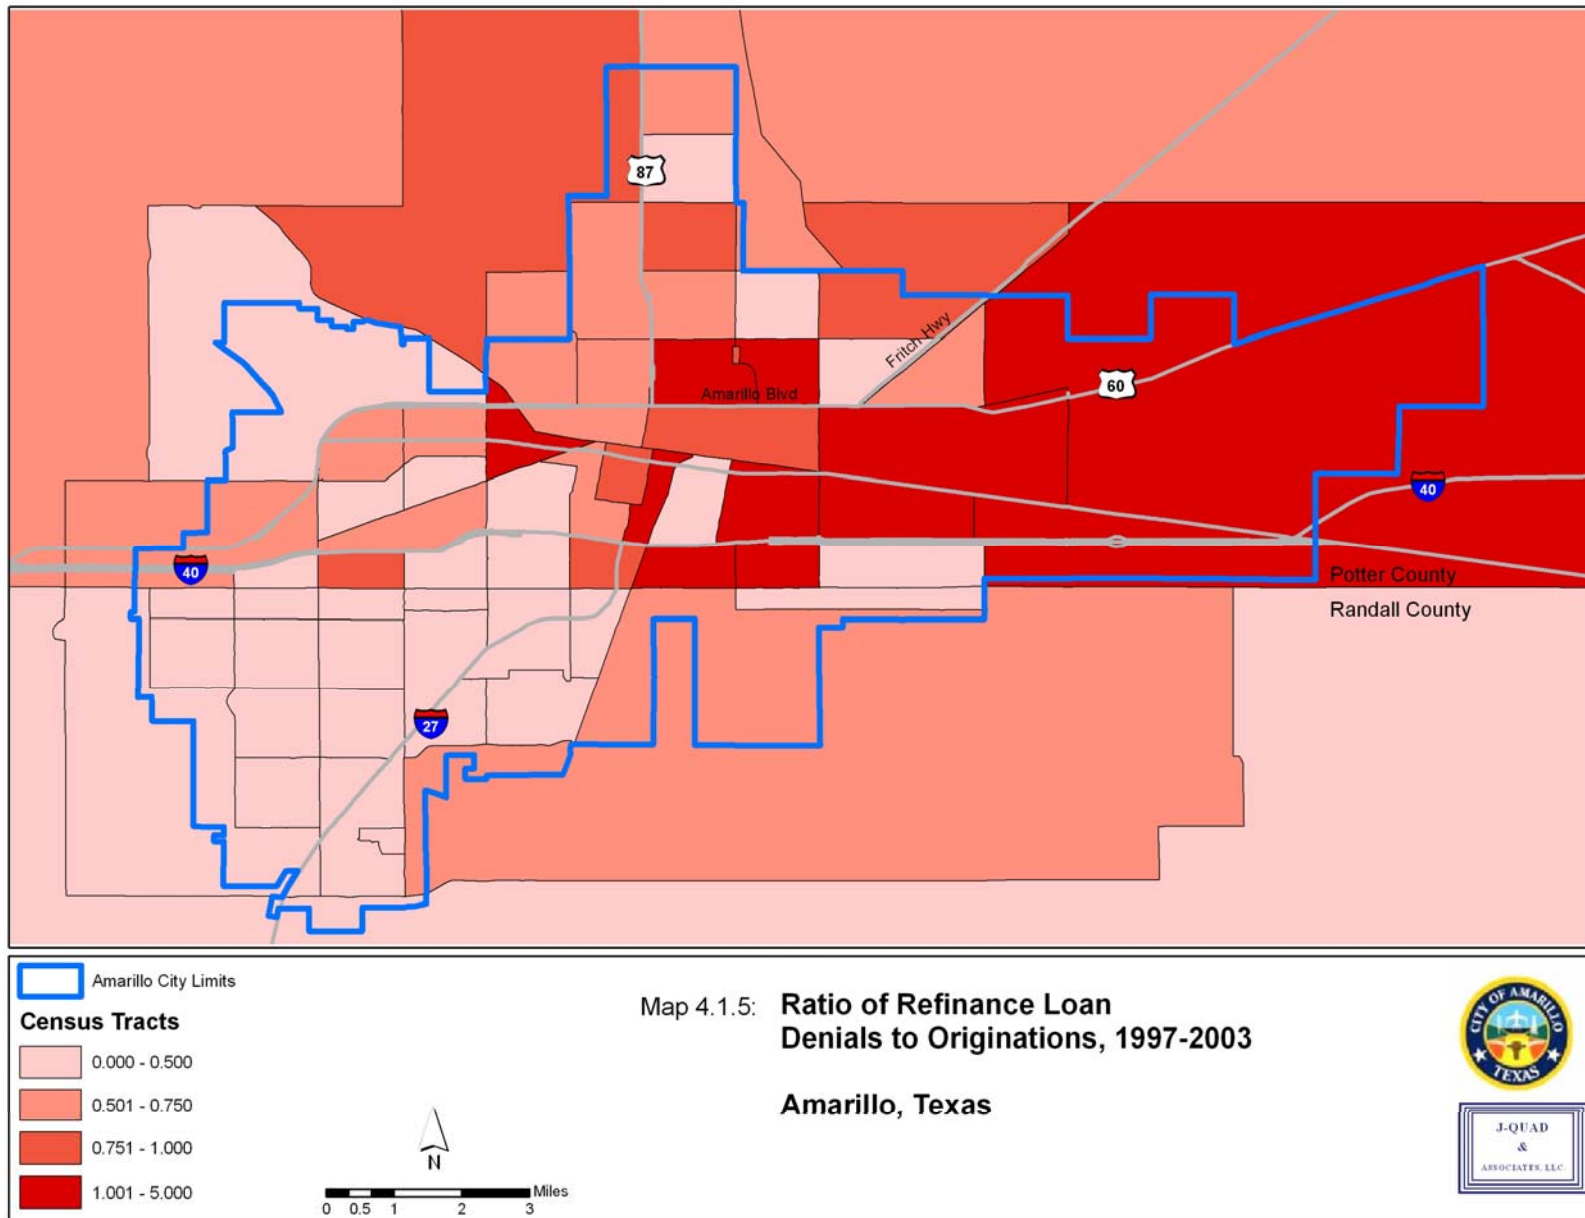 87
Fritch Hwy
Amarillo Blvd
60
40
40
Potter County
Randall County
27
Amarillo City Limits
Census Tracts
0.000 - 0.500
0.501 - 0.750
0.751 - 1.000
1.001 - 5.000
N
Miles
0 0.5 1 2 3
Map 4.1.5: Ratio of Refinance Loan
Denials to Originations, 1997-2003
Amarillo, Texas
CITY OF AMARILLO
TEXAS
J-QUAD
&
ASSOCIATES, LLC.